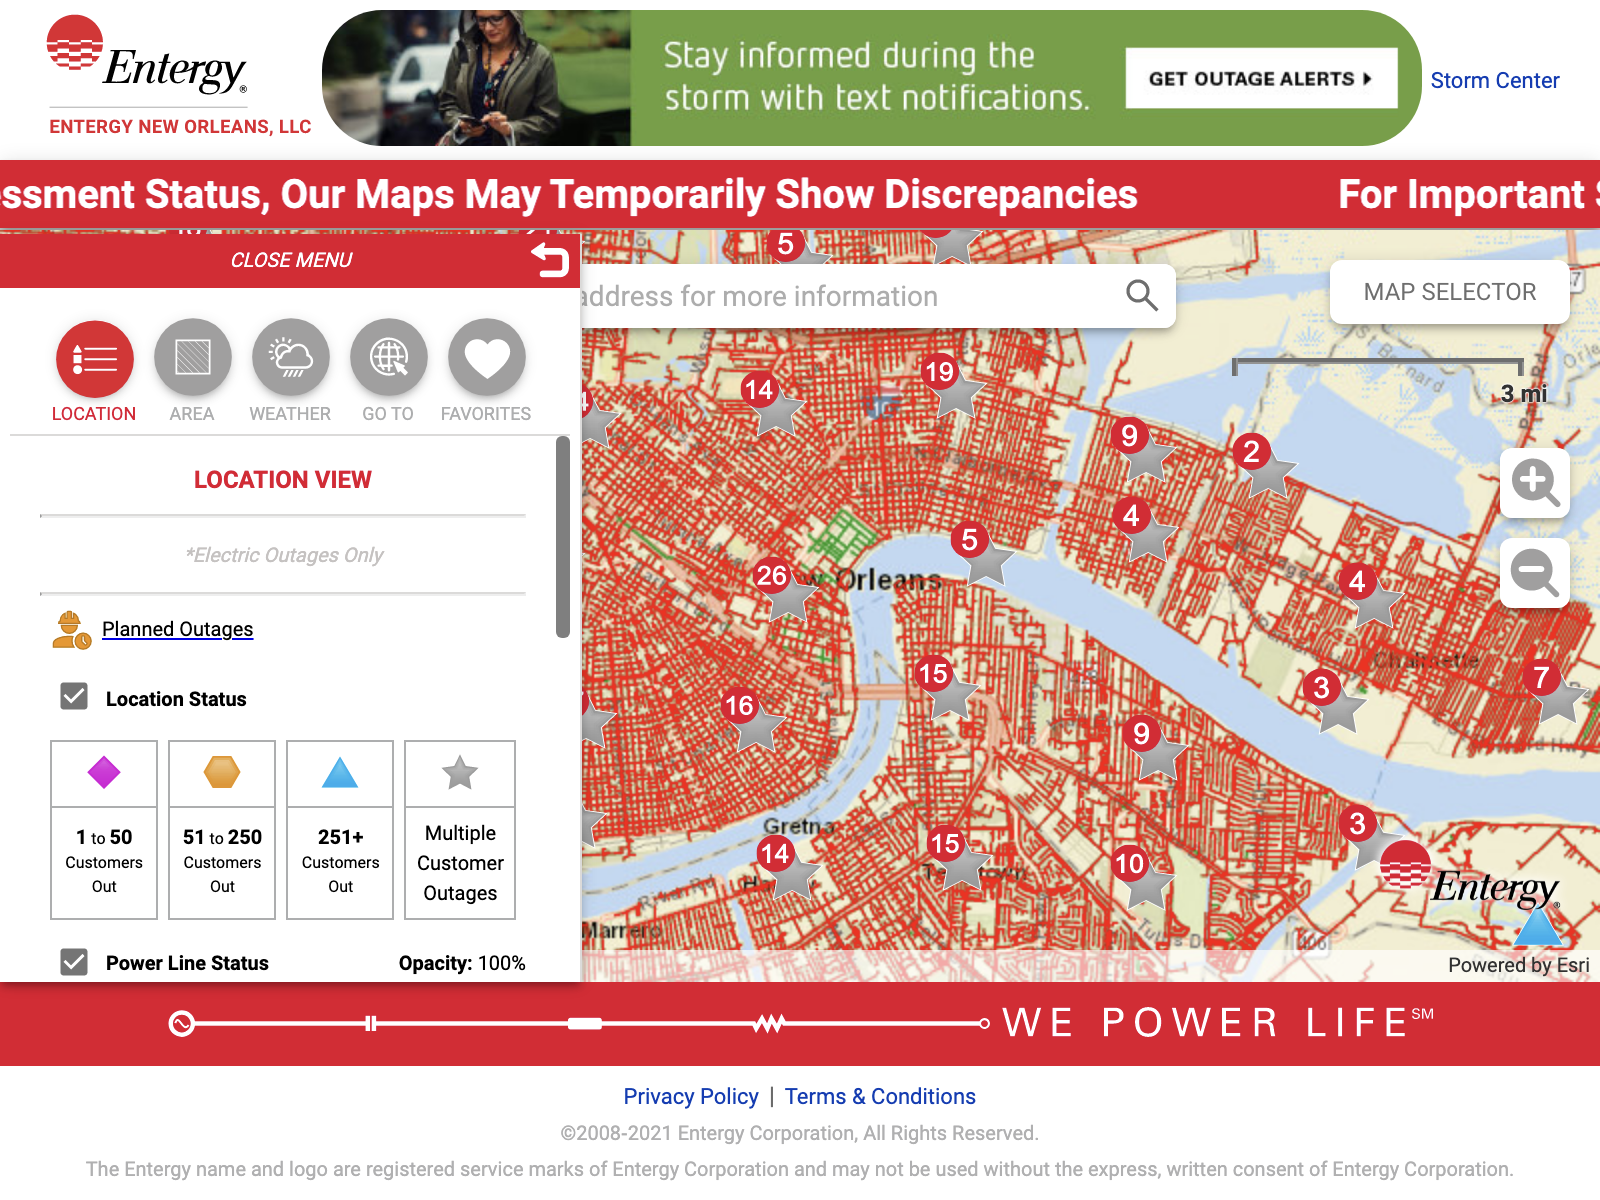 Entergy®
ENTERGY NEW ORLEANS, LLC
Stay informed during the
storm with text notifications.
GET OUTAGE ALERTS
Storm Center
essment Status, Our Maps May Temporarily Show Discrepancies
For Important
CLOSE MENU
address for more information
MAP SELECTOR
St Bernard
3 mi
LOCATION
AREA
WEATHER
GO TO
FAVORITES
LOCATION VIEW
*Electric Outages Only
Planned Outages
Location Status
1 to 50
Customers
Out
51 to 250
Customers
Out
251+
Customers
Out
Multiple
Customer
Outages
Power Line Status
Opacity: 100%
5
19
14
9
2
4
5
26
Orleans
4
Chalmette
15
3
7
16
9
Gretna
3
14
15
10
River Rd
Marrero
Entergy®
Powered by Esri
WE POWER LIFE℠
Privacy Policy | Terms & Conditions
©2008-2021 Entergy Corporation, All Rights Reserved.
The Entergy name and logo are registered service marks of Entergy Corporation and may not be used without the express, written consent of Entergy Corporation.